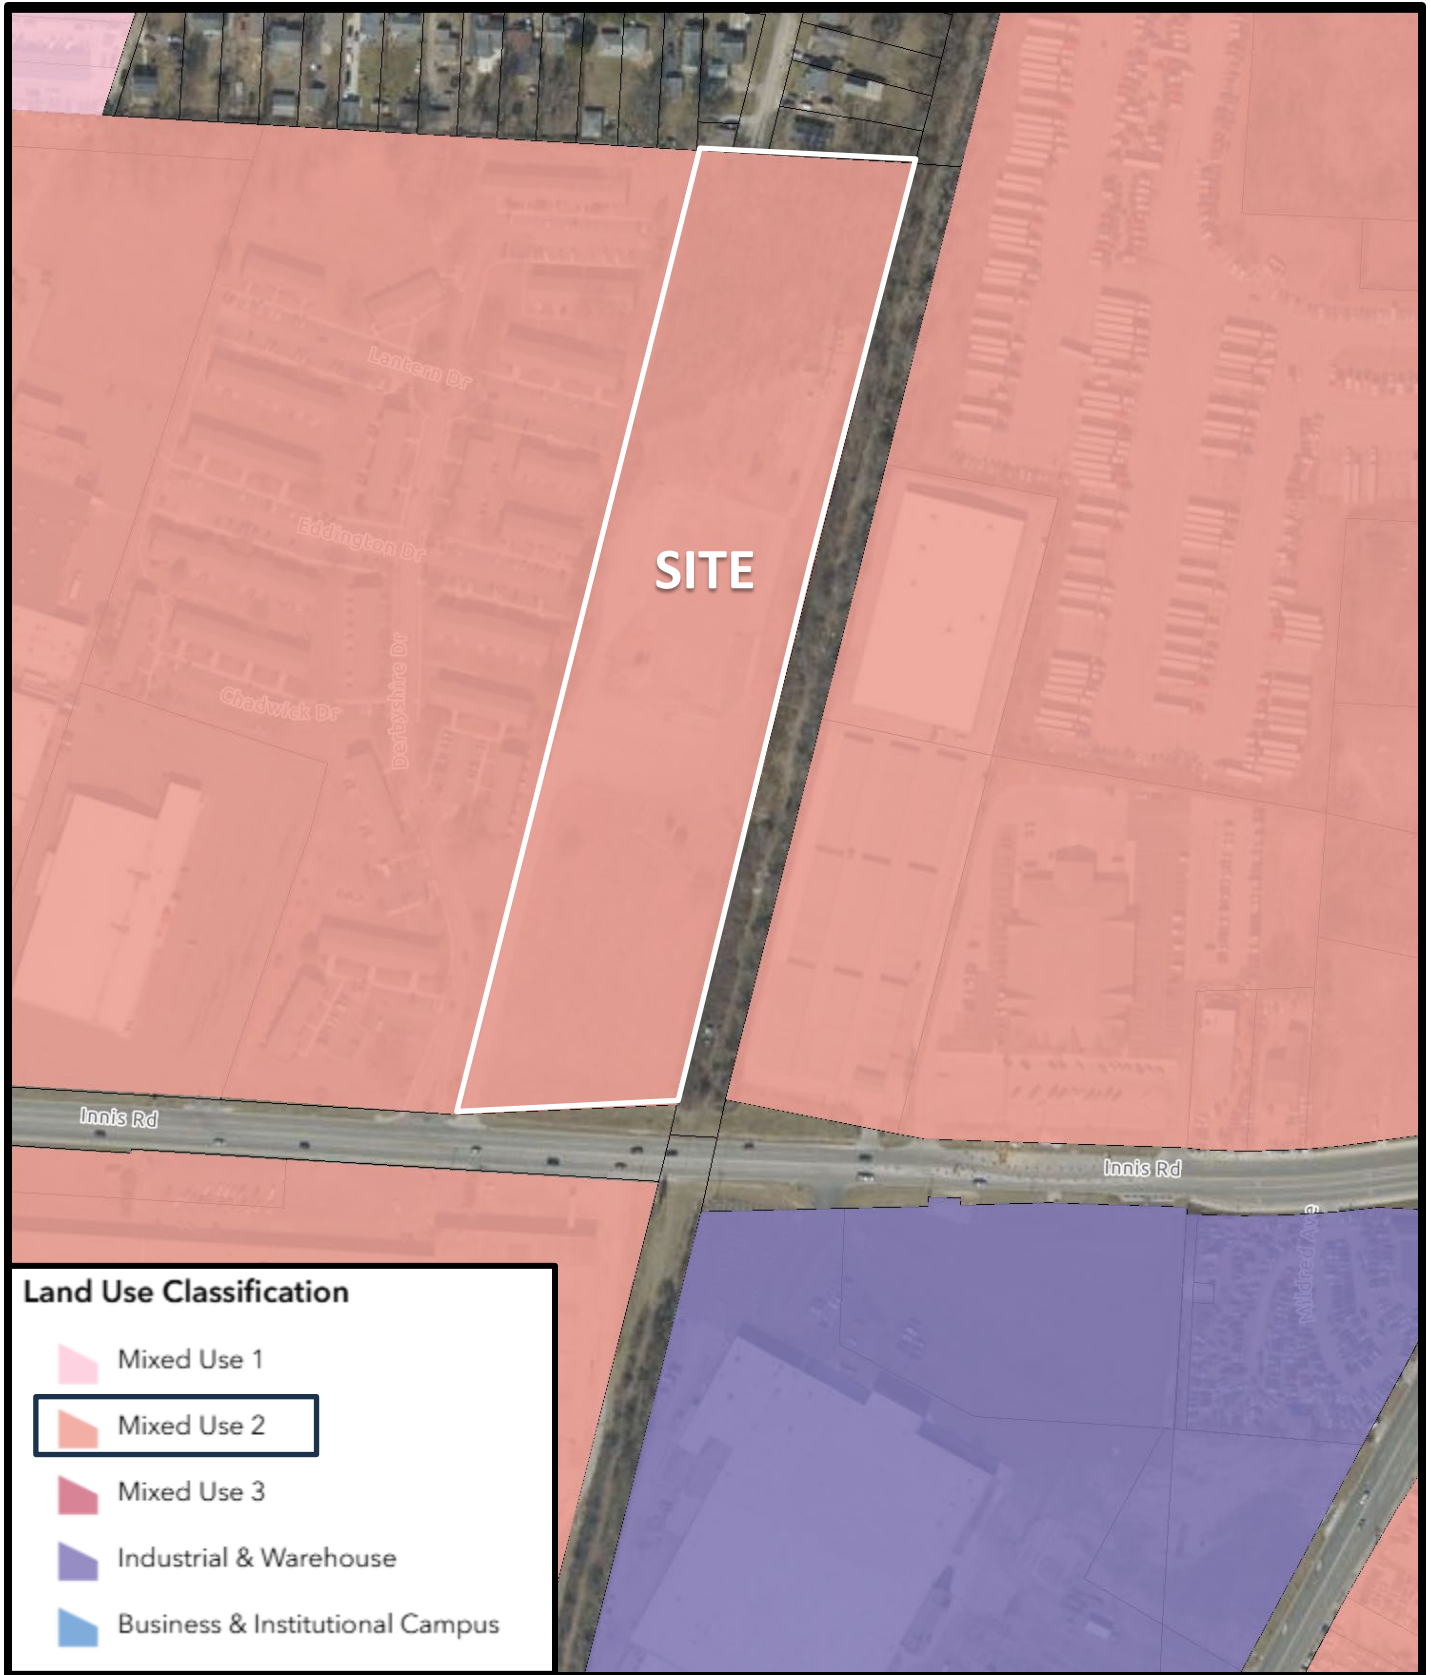 Lantern Dr
SITE
Eddington Dr
Derbyshire Dr
Chadwick Dr
Innis Rd
Innis Rd
Mildred Ave
Land Use Classification
Mixed Use 1
Mixed Use 2
Mixed Use 3
Industrial & Warehouse
Business & Institutional Campus